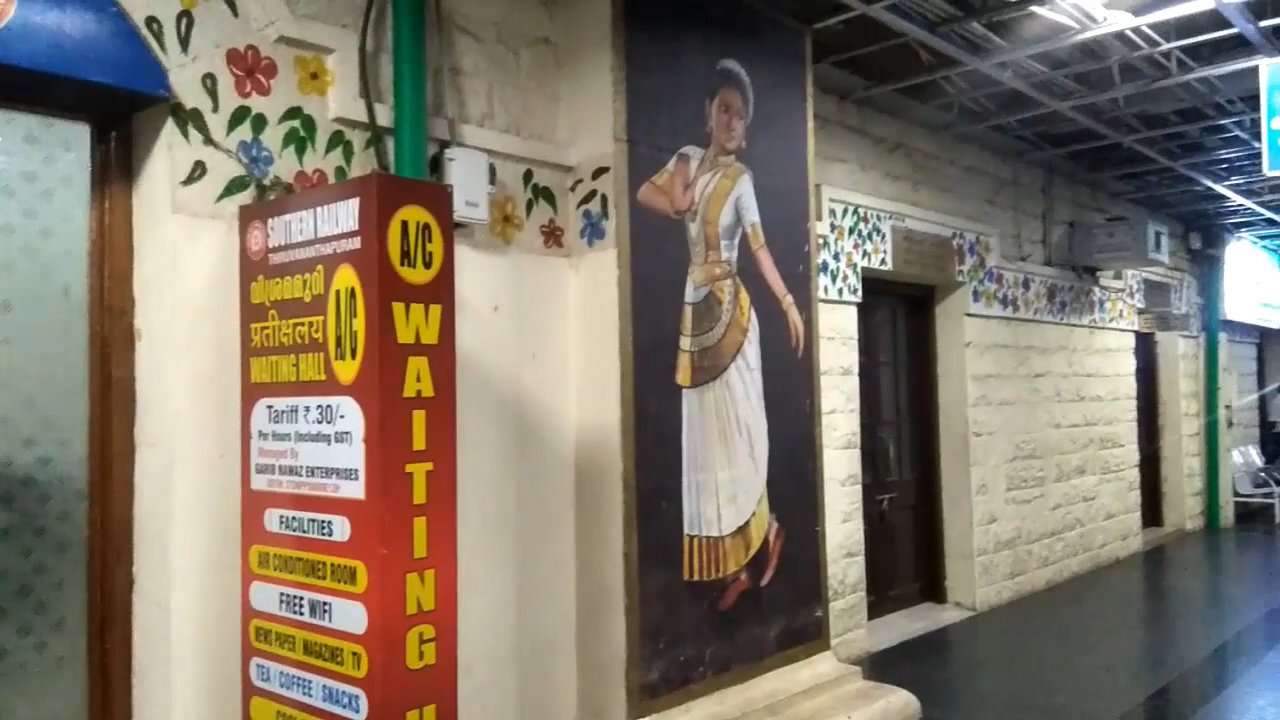 SOUTHERN RAILWAY
THIRUVANANTHAPURAM
വിശ്രമമുറി
प्रतीक्षालय
WAITING HALL
A/C
Tariff ₹.30/-
Per Hours (Including GST)
Managed By
GARIB NAWAZ ENTERPRISES
FACILITIES
AIR CONDITIONED ROOM
FREE WIFI
NEWS PAPER / MAGAZINES / TV
TEA / COFFEE / SNACKS
A/C
WAITING